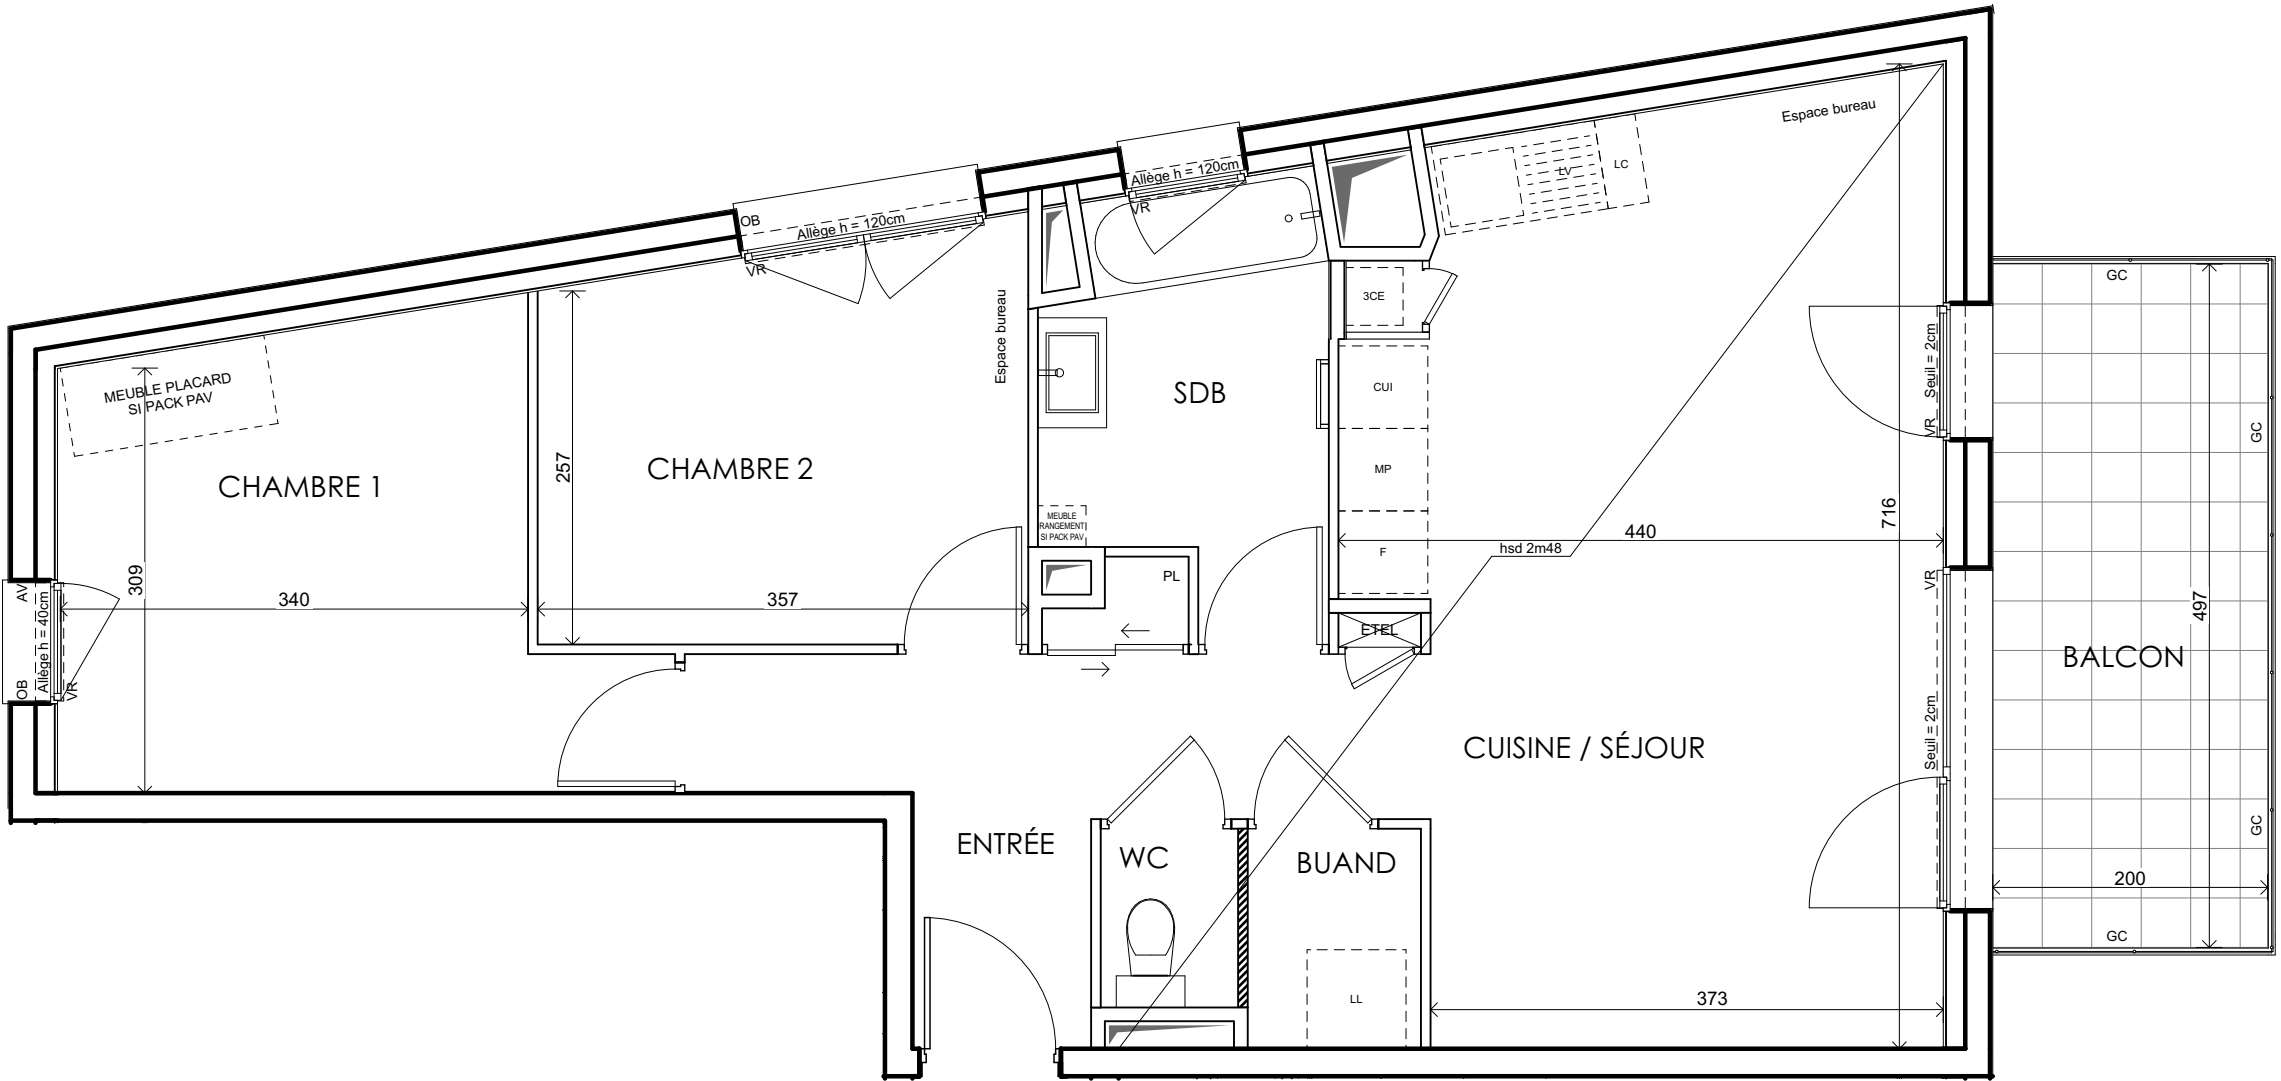 Espace bureau
LC
LV
Allège h = 120cm
VR
OB
Allège h = 120cm
VR
GC
3CE
Espace bureau
MEUBLE PLACARD
SI PACK PAV
CUI
SDB
Seuil = 2cm
VR
GC
CHAMBRE 1
CHAMBRE 2
257
MP
716
MEUBLE
RANGEMENT
SI PACK PAV
440
hsd 2m48
F
PL
309
340
357
AV
OB
Allège h = 40cm
VR
ETEL
VR
497
BALCON
Seuil = 2cm
CUISINE / SÉJOUR
GC
ENTRÉE
WC
BUAND
200
GC
LL
373